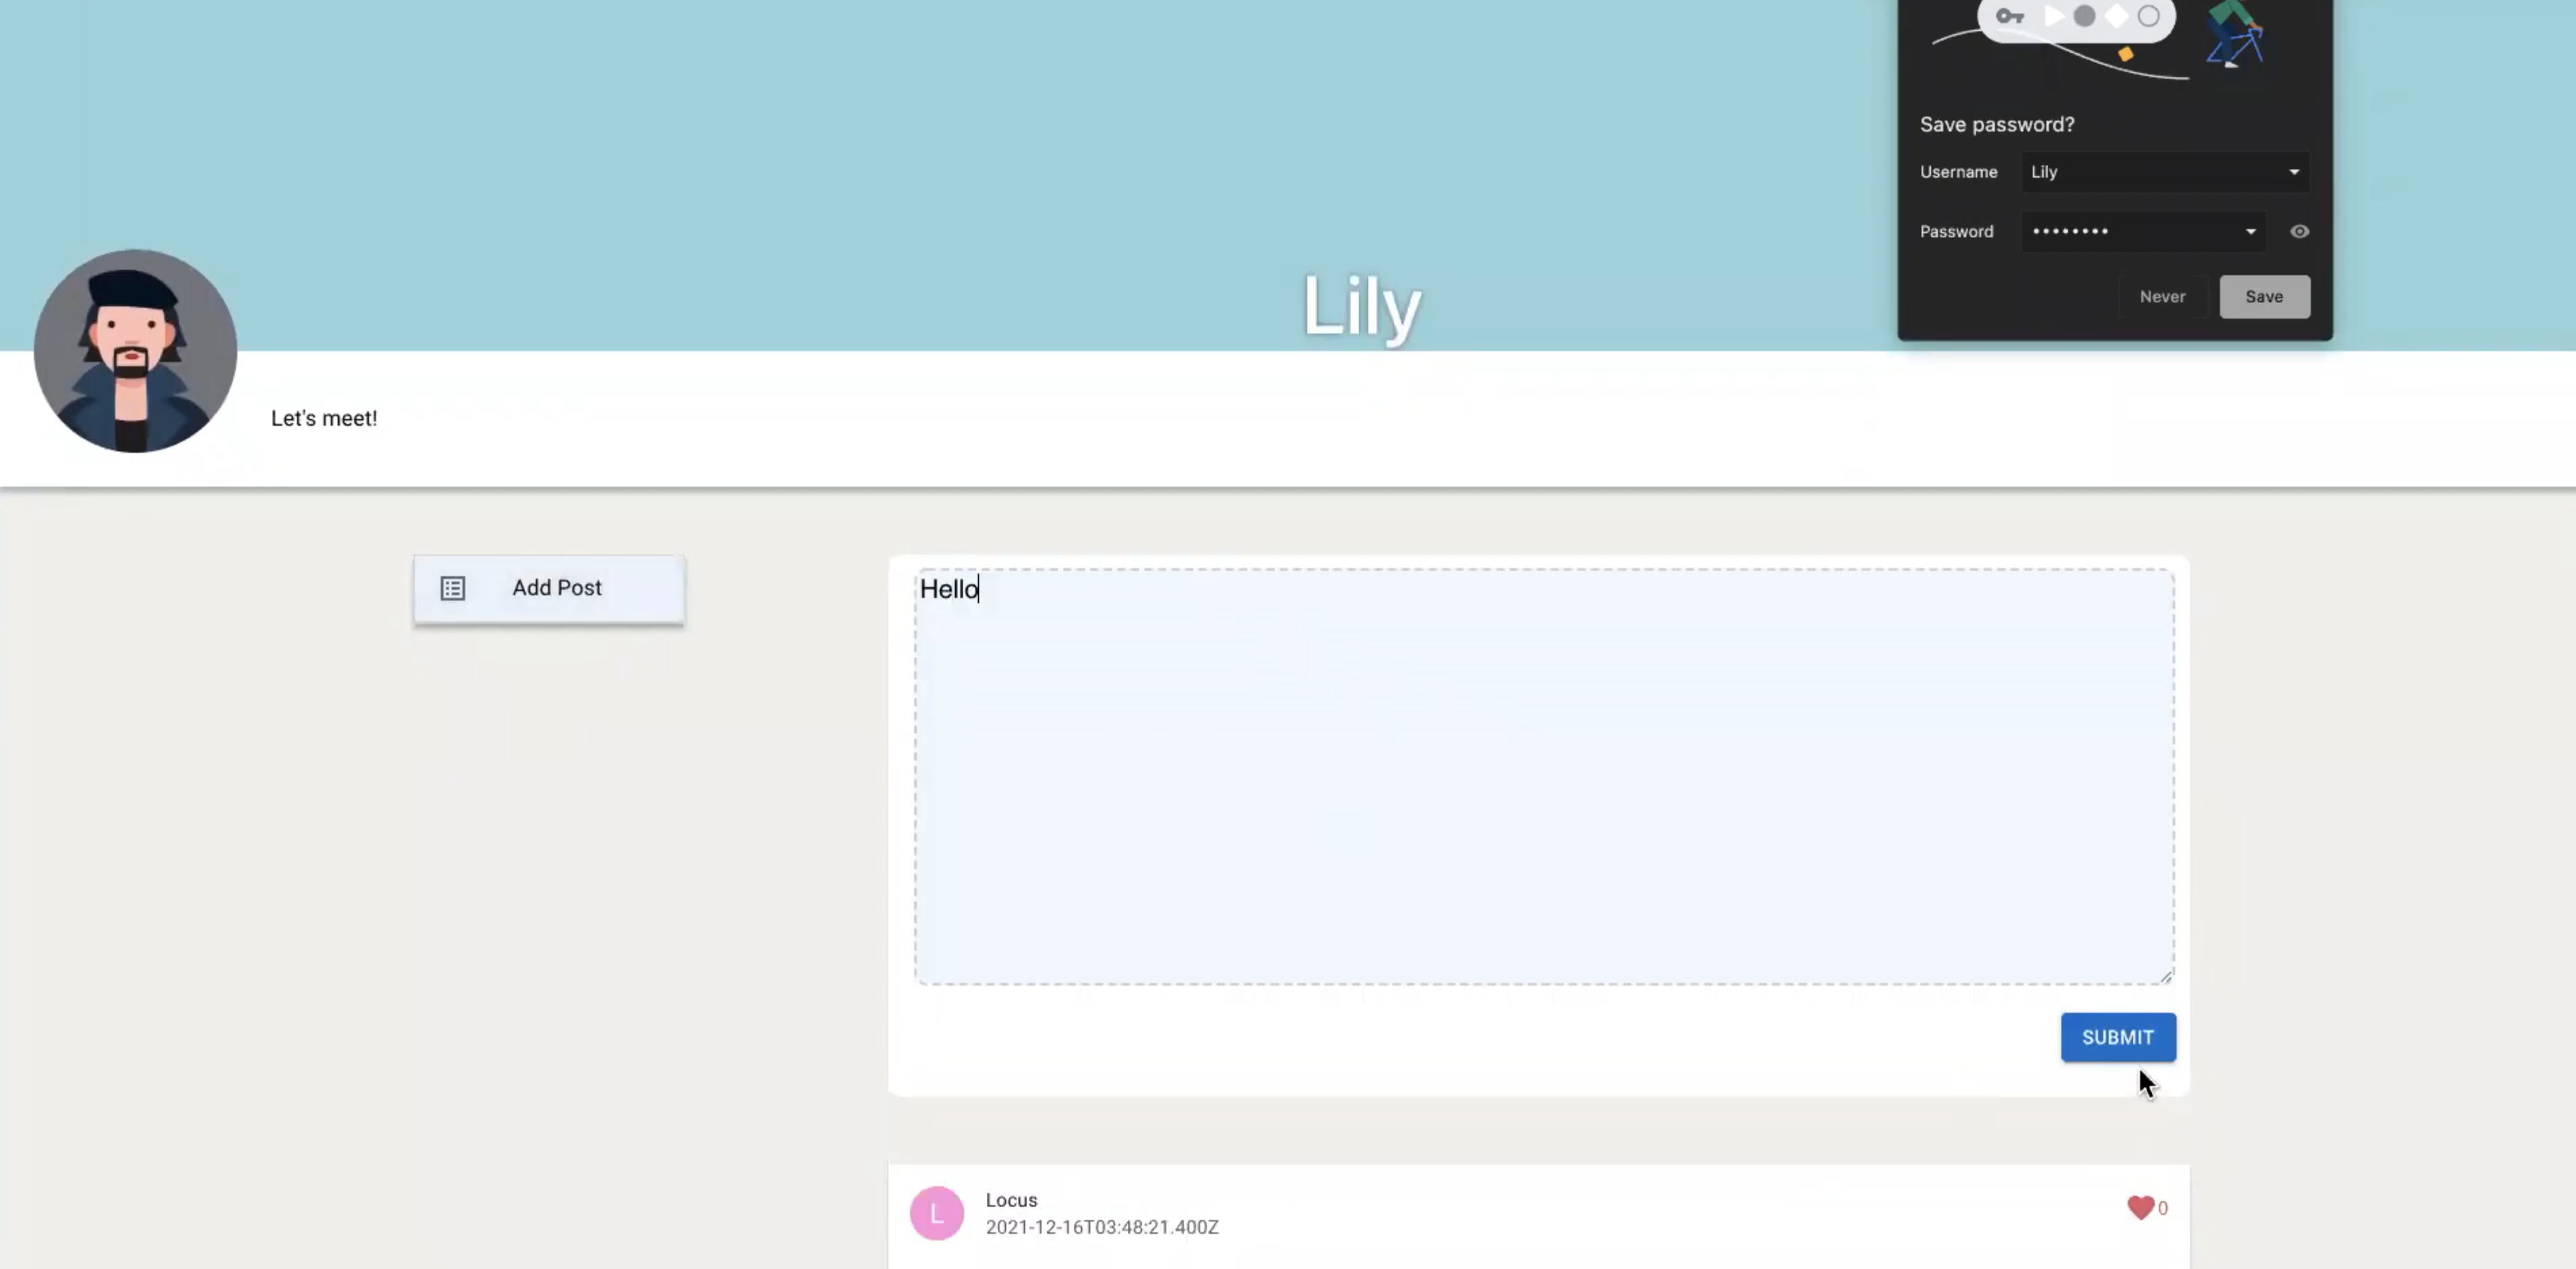 Save password?
Username Lily
Password ••••••••
Never Save
Lily
Let's meet!
Add Post
Hello
SUBMIT
L
Locus
2021-12-16T03:48:21.400Z
0